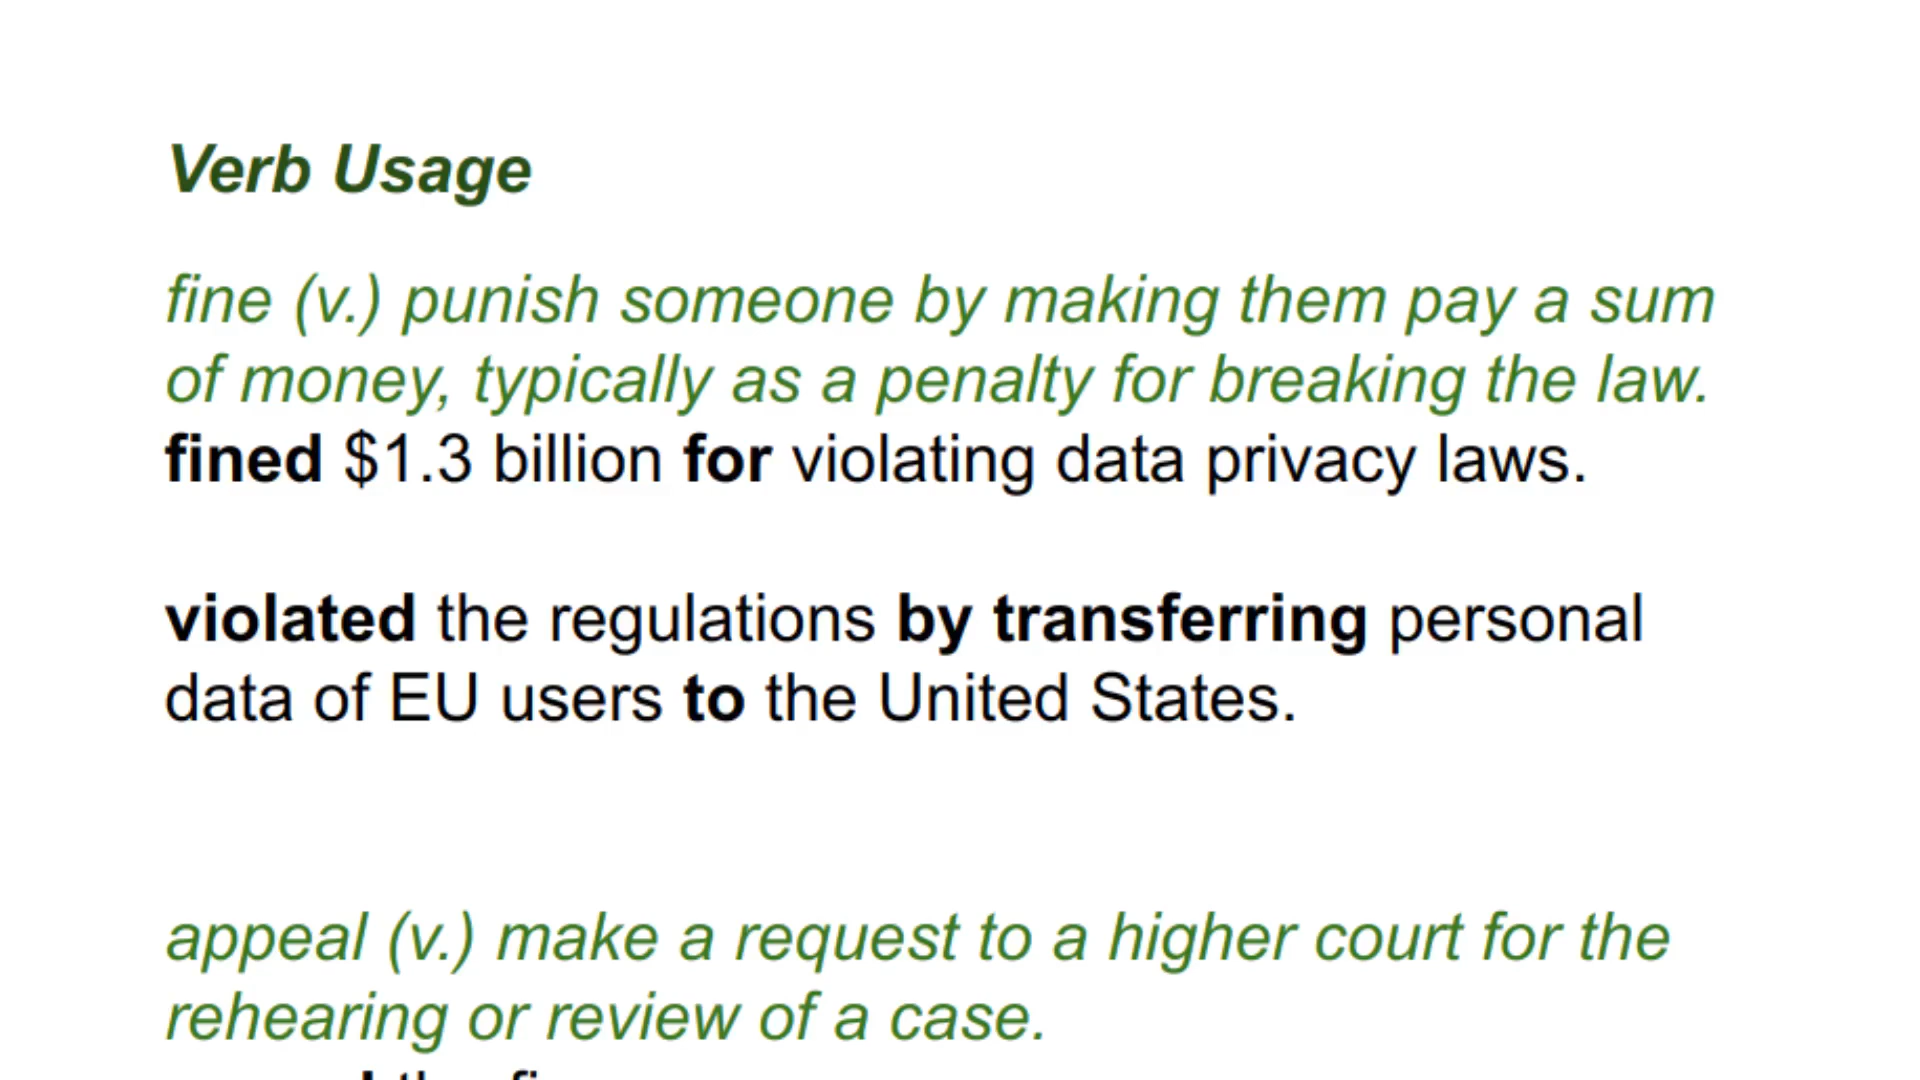 Verb Usage
fine (v.) punish someone by making them pay a sum
of money, typically as a penalty for breaking the law.
fined $1.3 billion for violating data privacy laws.
violated the regulations by transferring personal
data of EU users to the United States.
appeal (v.) make a request to a higher court for the
rehearing or review of a case.